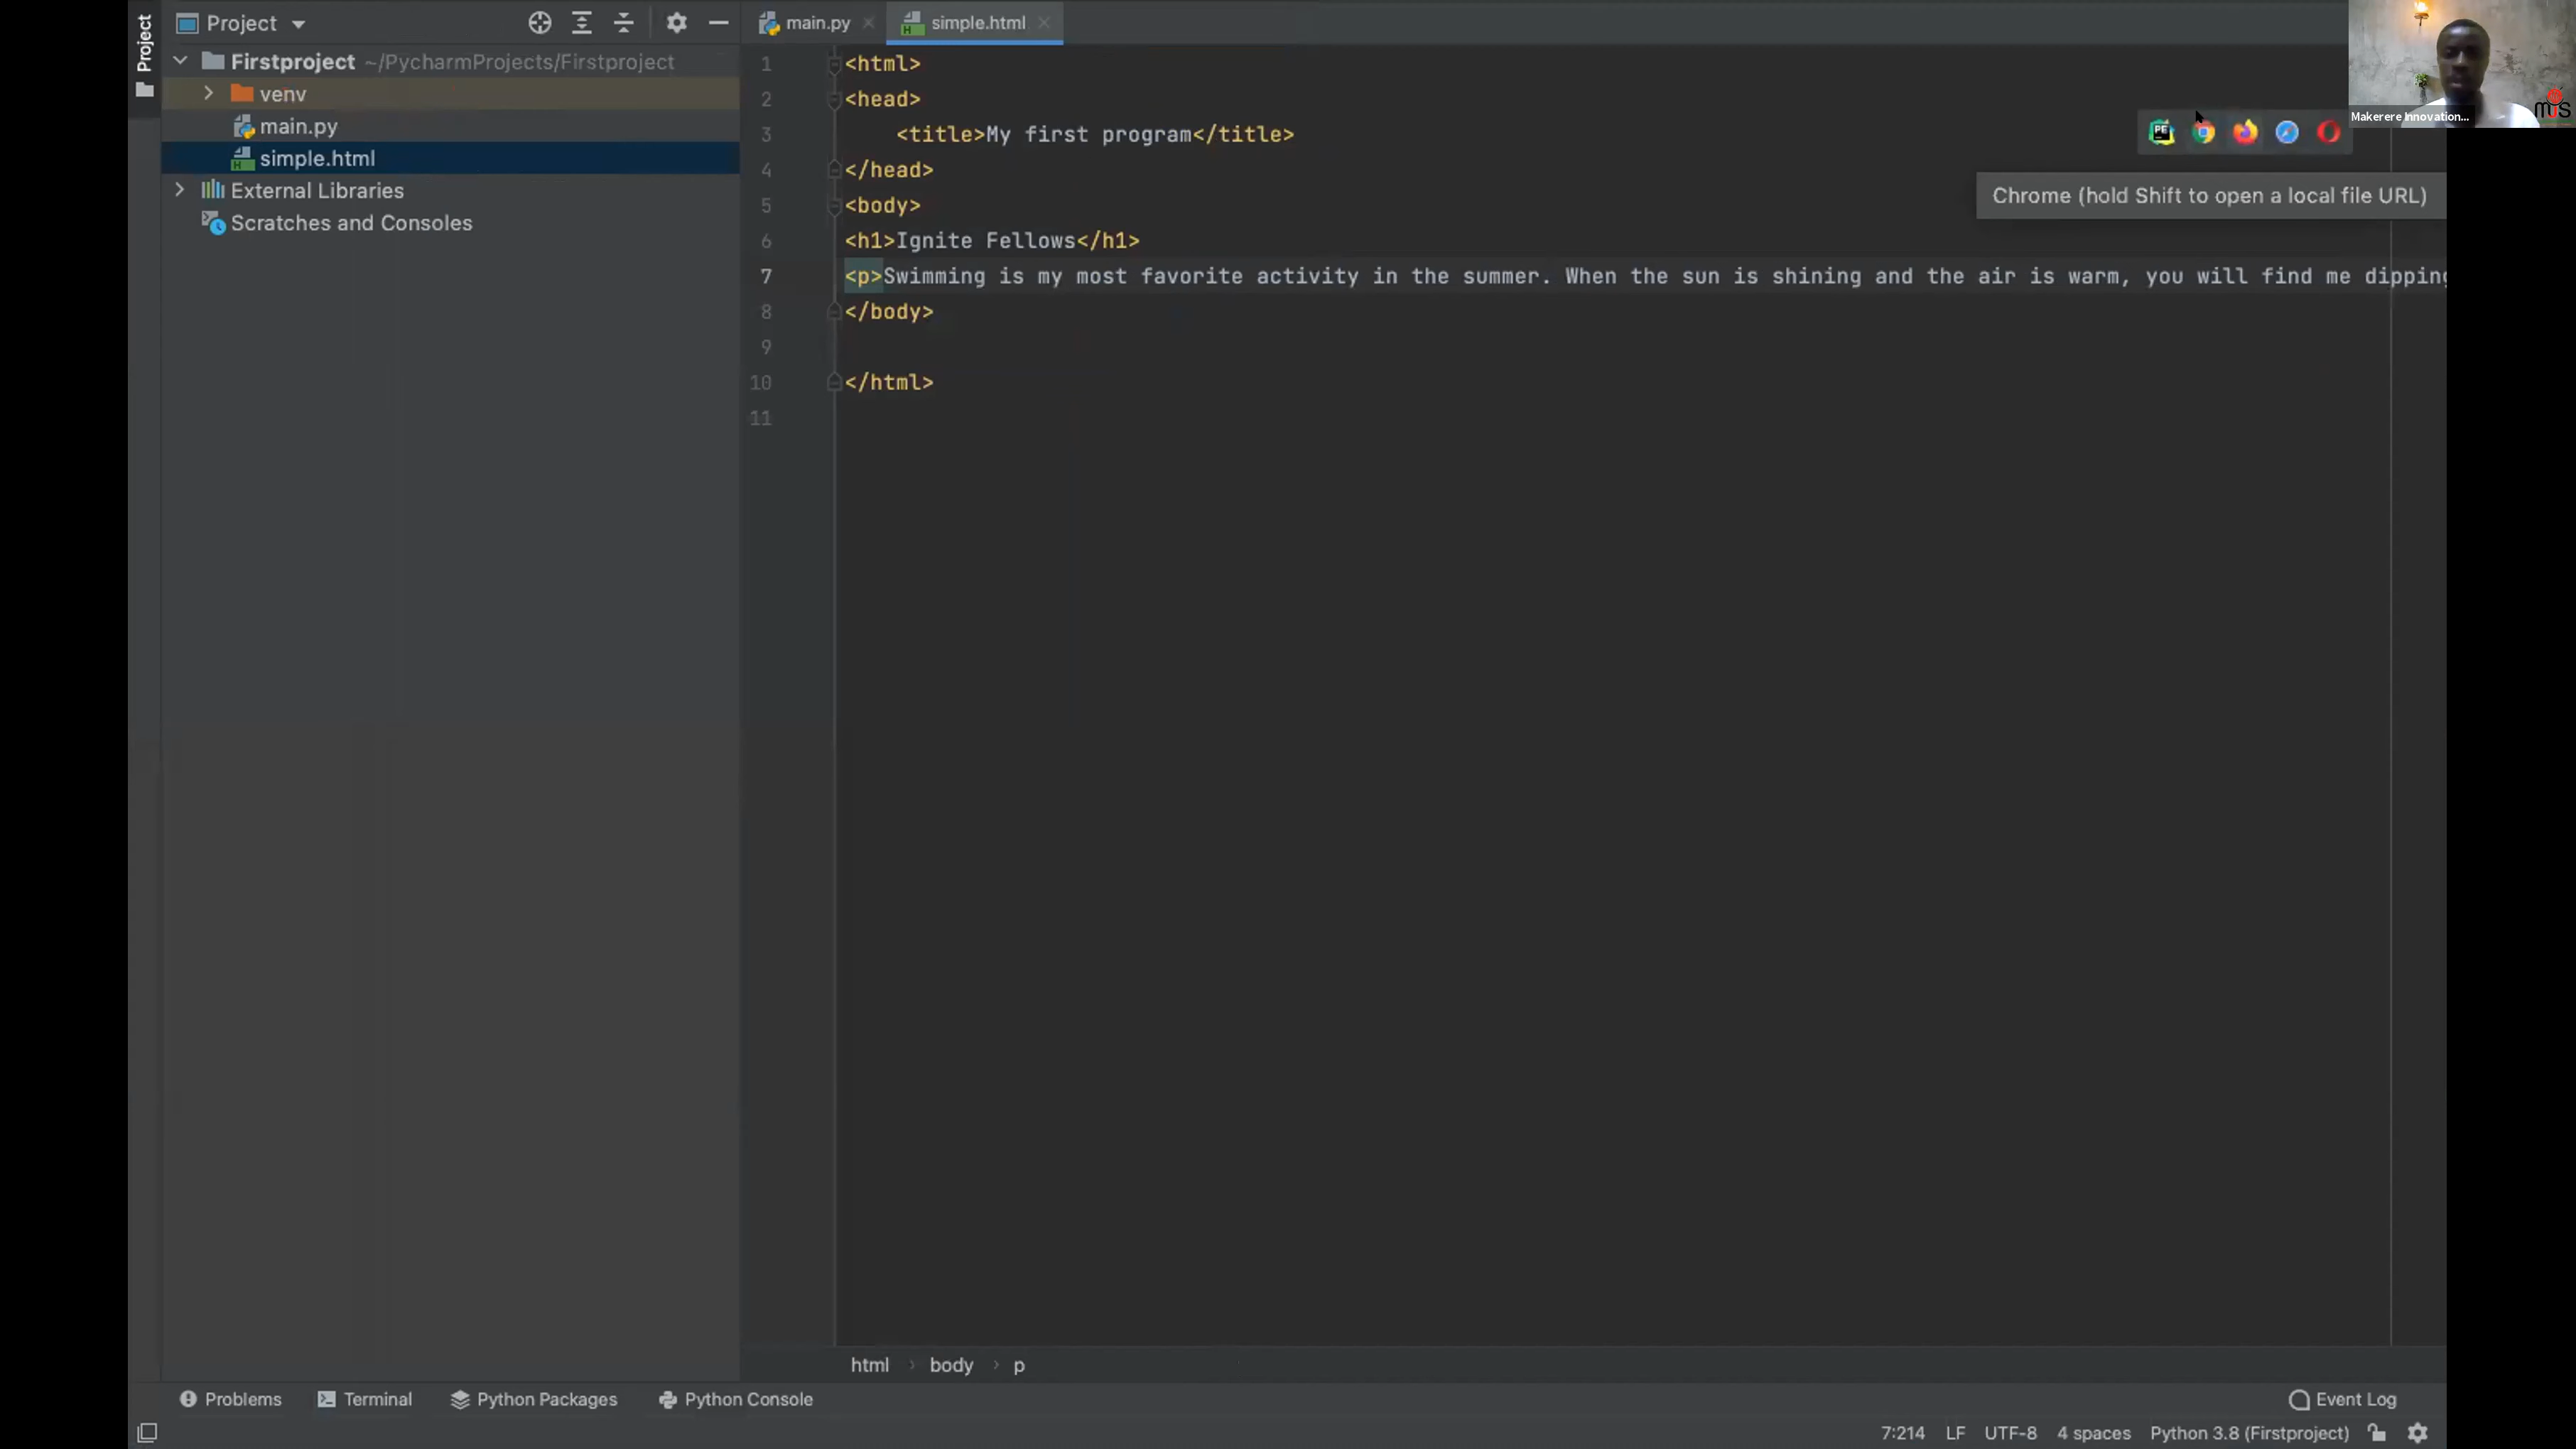 Project
Project
main.py
simple.html
Firstproject ~/PycharmProjects/Firstproject
venv
main.py
simple.html
External Libraries
Scratches and Consoles
1 <html>
2 <head>
3 <title>My first program</title>
4 </head>
5 <body>
6 <h1>Ignite Fellows</h1>
7 <p>Swimming is my most favorite activity in the summer. When the sun is shining and the air is warm, you will find me dipping
8 </body>
9
10 </html>
11
Makerere Innovation...
PE
Chrome (hold Shift to open a local file URL)
html > body > p
Problems
Terminal
Python Packages
Python Console
Event Log
7:214 LF UTF-8 4 spaces Python 3.8 (Firstproject)